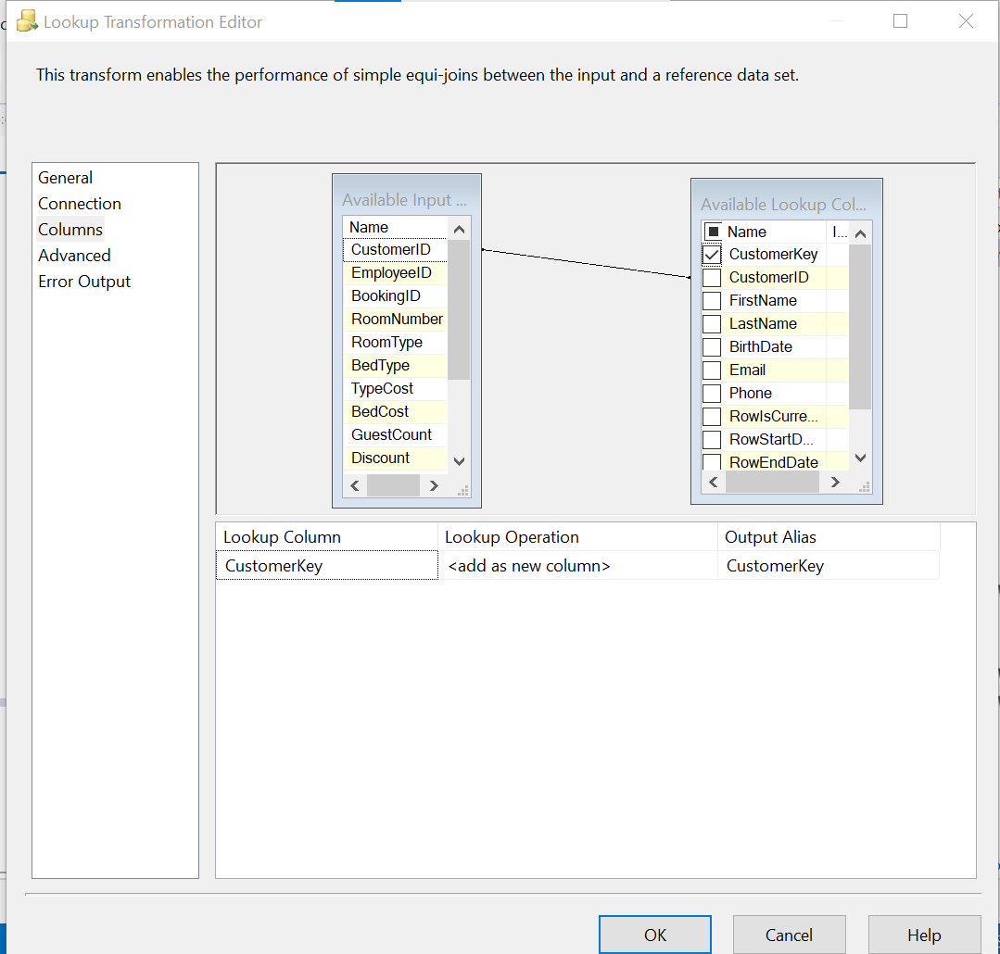 Lookup Transformation Editor
This transform enables the performance of simple equi-joins between the input and a reference data set.
General
Connection
Columns
Advanced
Error Output
Available Input ...
Name
CustomerID
EmployeeID
BookingID
RoomNumber
RoomType
BedType
TypeCost
BedCost
GuestCount
Discount
Available Lookup Col...
Name I...
CustomerKey
CustomerID
FirstName
LastName
BirthDate
Email
Phone
RowIsCurre...
RowStartD...
RowEndDate
Lookup Column Lookup Operation Output Alias
CustomerKey <add as new column> CustomerKey
OK Cancel Help